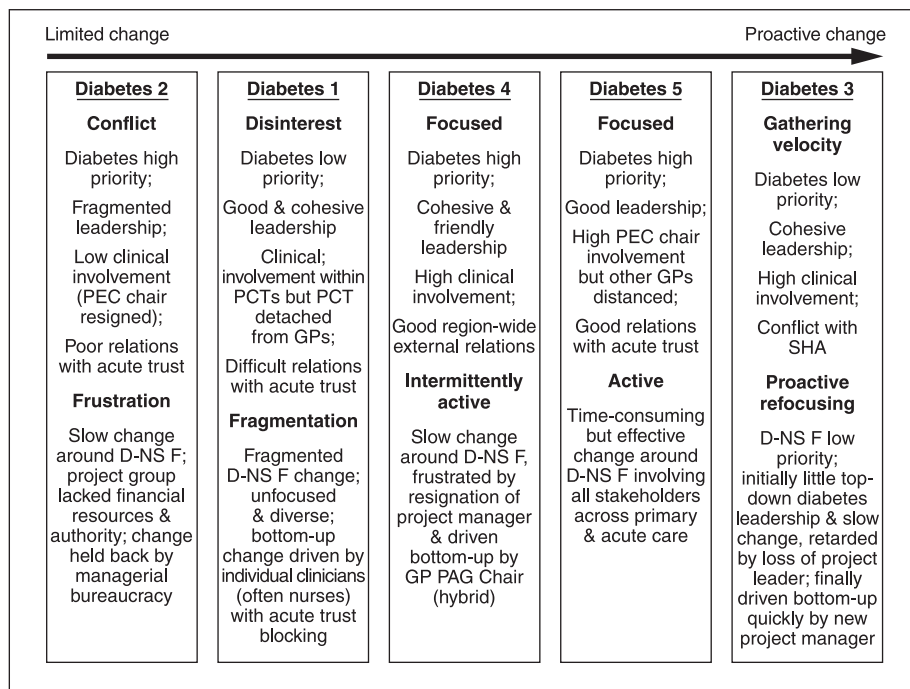 Limited change
Proactive change
Diabetes 2
Conflict
Diabetes high
priority;
Fragmented
leadership;
Low clinical
involvement
(PEC chair
resigned);
Poor relations
with acute trust
Frustration
Slow change
around D-NS F;
project group
lacked financial
resources &
authority; change
held back by
managerial
bureaucracy
Diabetes 1
Disinterest
Diabetes low
priority;
Good & cohesive
leadership
Clinical;
involvement within
PCTs but PCT
detached
from GPs;
Difficult relations
with acute trust
Fragmentation
Fragmented
D-NS F change;
unfocused
& diverse;
bottom-up
change driven by
individual clinicians
(often nurses)
with acute trust
blocking
Diabetes 4
Focused
Diabetes high
priority;
Cohesive &
friendly
leadership
High clinical
involvement;
Good region-wide
external relations
Intermittently
active
Slow change
around D-NS F,
frustrated by
resignation of
project manager
& driven
bottom-up by
GP PAG Chair
(hybrid)
Diabetes 5
Focused
Diabetes high
priority;
Good leadership;
High PEC chair
involvement
but other GPs
distanced;
Good relations
with acute trust
Active
Time-consuming
but effective
change around
D-NS F involving
all stakeholders
across primary
& acute care
Diabetes 3
Gathering
velocity
Diabetes low
priority;
Cohesive
leadership;
High clinical
involvement;
Conflict with
SHA
Proactive
refocusing
D-NS F low
priority;
initially little top-
down diabetes
leadership & slow
change, retarded
by loss of project
leader; finally
driven bottom-up
quickly by new
project manager